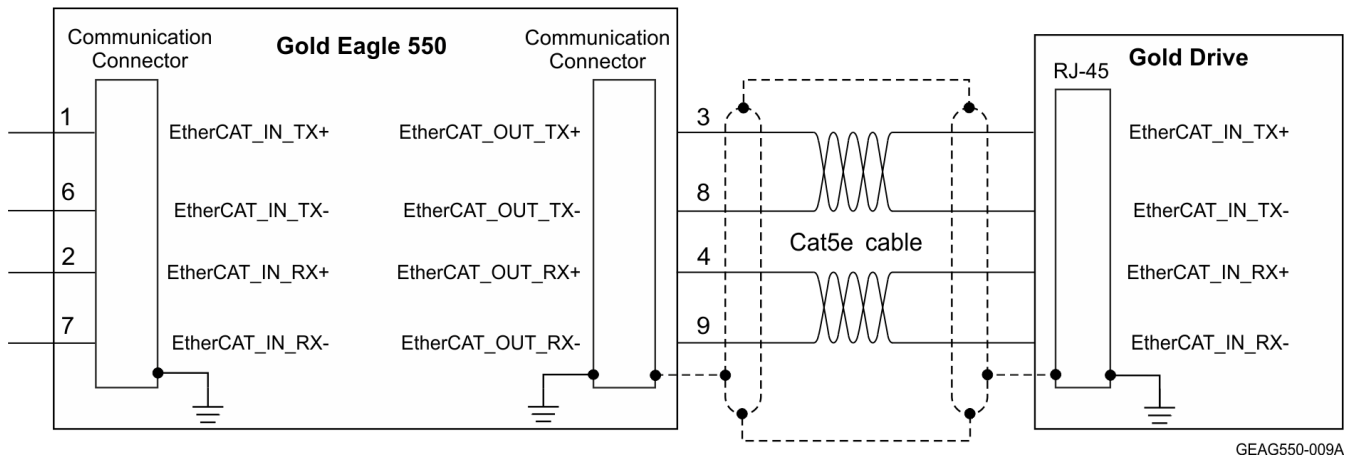 Communication
Connector
Gold Eagle 550
Communication
Connector
Gold Drive
RJ-45
1
EtherCAT_IN_TX+
EtherCAT_OUT_TX+
3
EtherCAT_IN_TX+
6
EtherCAT_IN_TX-
EtherCAT_OUT_TX-
8
EtherCAT_IN_TX-
Cat5e cable
2
EtherCAT_IN_RX+
EtherCAT_OUT_RX+
4
EtherCAT_IN_RX+
7
EtherCAT_IN_RX-
EtherCAT_OUT_RX-
9
EtherCAT_IN_RX-
GEAG550-009A